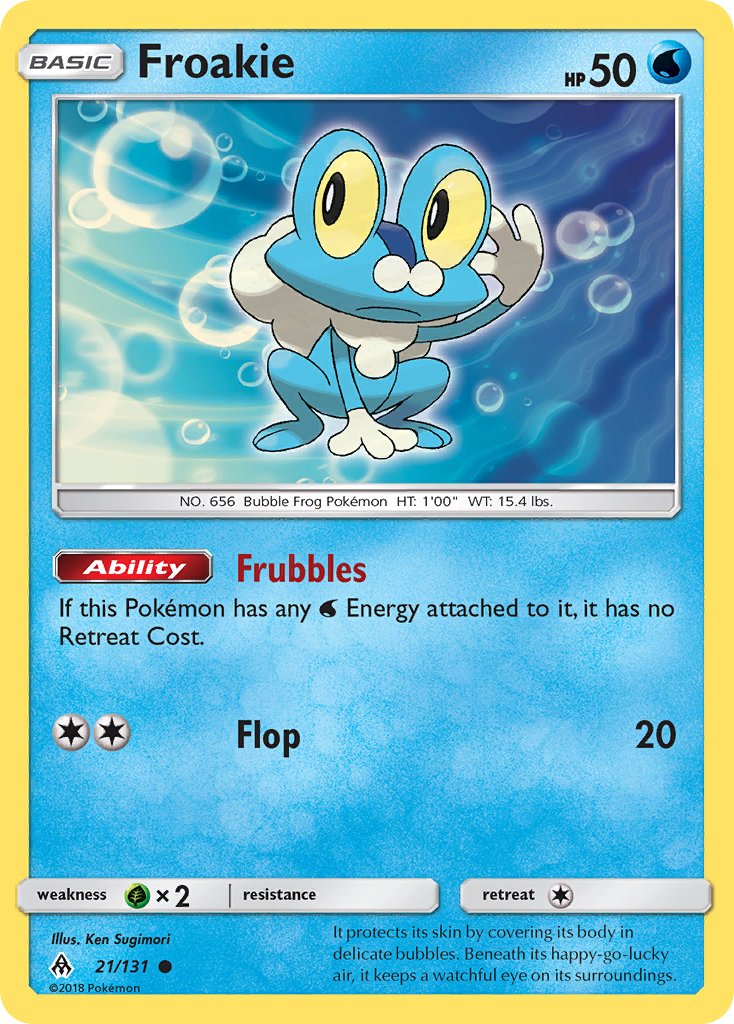 BASIC Froakie HP 50
NO. 656 Bubble Frog Pokémon HT: 1'00" WT: 15.4 lbs.
Ability Frubbles
If this Pokémon has any Energy attached to it, it has no
Retreat Cost.
Flop 20
weakness ×2 resistance retreat
Illus. Ken Sugimori
21/131
©2018 Pokémon
It protects its skin by covering its body in
delicate bubbles. Beneath its happy-go-lucky
air, it keeps a watchful eye on its surroundings.